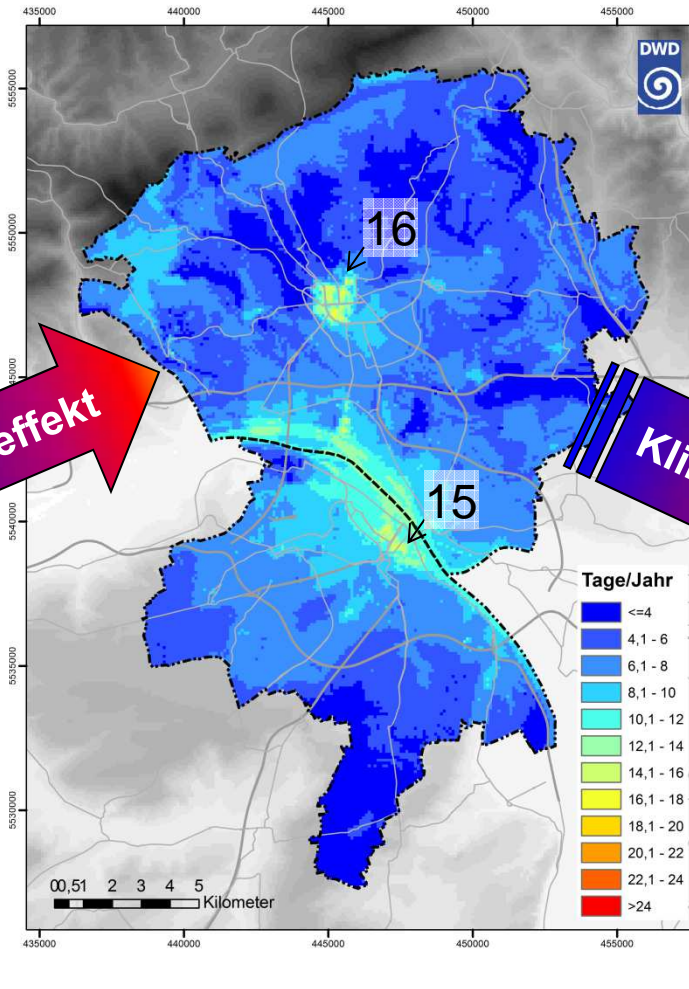 435000 440000 445000 450000 455000
DWD
5555000
5550000
16
45000
effekt
Kli
15
5540000
5535000
5530000
Tage/Jahr
<=4
4,1 - 6
6,1 - 8
8,1 - 10
10,1 - 12
12,1 - 14
14,1 - 16
16,1 - 18
18,1 - 20
20,1 - 22
22,1 - 24
>24
00,51 2 3 4 5
Kilometer
435000 440000 445000 450000 455000